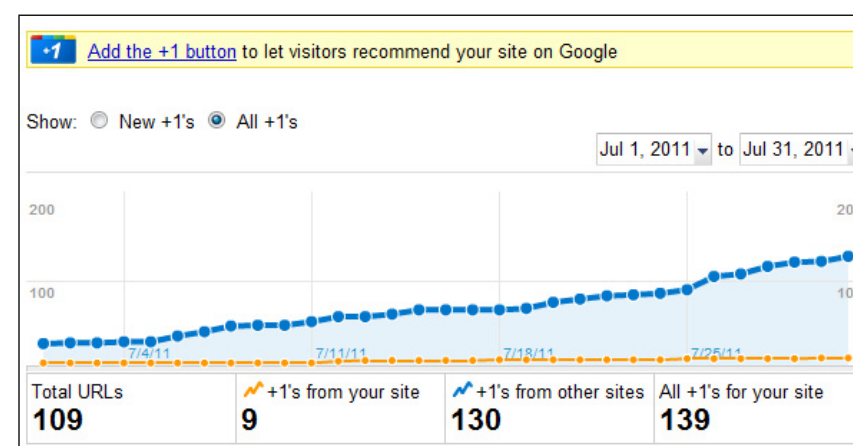 +1 Add the +1 button to let visitors recommend your site on Google
Show: New +1's All +1's
Jul 1, 2011 to Jul 31, 2011
200 20
100 10
7/4/11 7/11/11 7/18/11 7/25/11
Total URLs +1's from your site +1's from other sites All +1's for your site
109 9 130 139